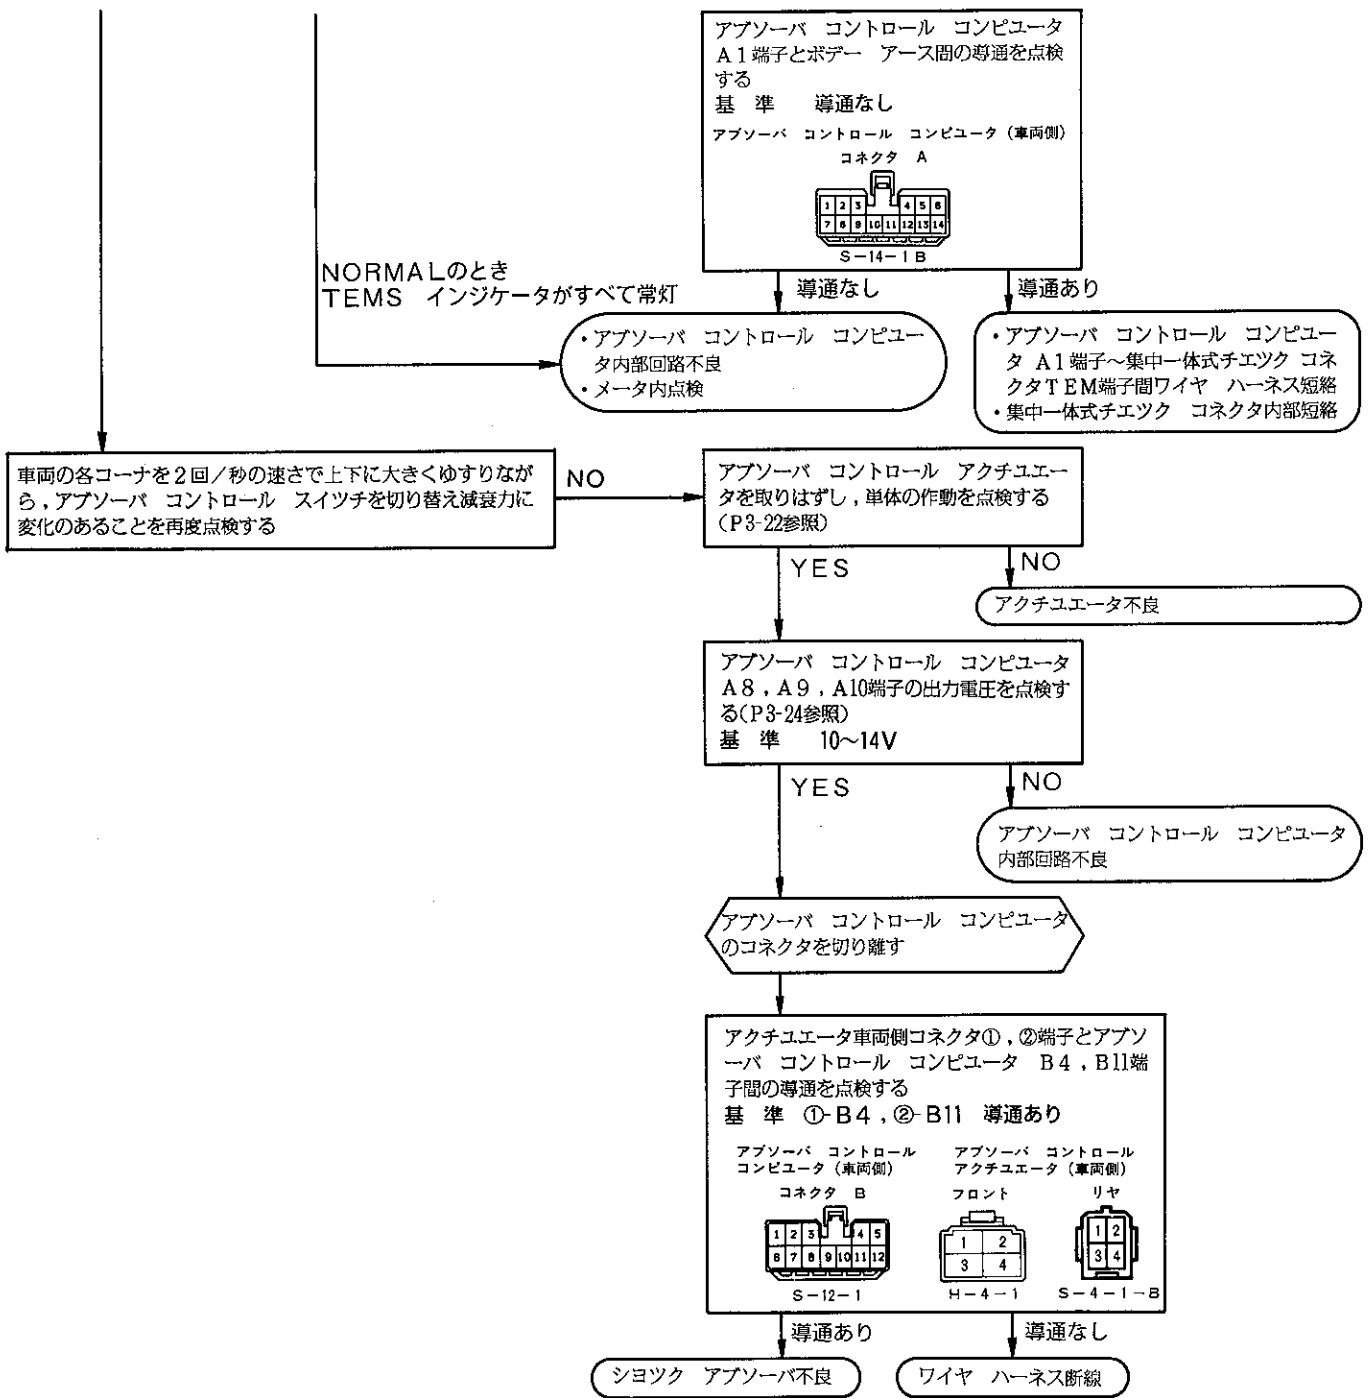 アブソーバ コントロール コンピユータ
A1端子とボデー アース間の導通を点検
する
基 準 導通なし
アブソーバ コントロール コンピユータ (車両側)
コネクタ A
1 2 3 4 5 6
7 8 9 10 11 12 13 14
S-14-1B
NORMALのとき
TEMS インジケータがすべて常灯
導通なし
導通あり
・アブソーバ コントロール コンピユー
タ内部回路不良
・メータ内点検
・アブソーバ コントロール コンピユー
タ A1端子〜集中一体式チエツク コネ
クタTEM端子間ワイヤ ハーネス短絡
・集中一体式チエツク コネクタ内部短絡
車両の各コーナを2回/秒の速さで上下に大きくゆすりなが
ら,アブソーバ コントロール スイツチを切り替え減衰力に
変化のあることを再度点検する
NO
アブソーバ コントロール アクチユエー
タを取りはずし,単体の作動を点検する
(P3-22参照)
YES
NO
アクチユエータ不良
アブソーバ コントロール コンピユータ
A8,A9,A10端子の出力電圧を点検す
る(P3-24参照)
基 準 10〜14V
YES
NO
アブソーバ コントロール コンピユータ
内部回路不良
アブソーバ コントロール コンピユータ
のコネクタを切り離す
アクチユエータ車両側コネクタ①,②端子とアブソ
ーバ コントロール コンピユータ B4,B11端
子間の導通を点検する
基 準 ①-B4,②-B11 導通あり
アブソーバ コントロール
コンピユータ (車両側)
コネクタ B
1 2 3 4 5
6 7 8 9 10 11 12
S-12-1
アブソーバ コントロール
アクチユエータ (車両側)
フロント
1 2
3 4
H-4-1
リヤ
1 2
3 4
S-4-1-B
導通あり
導通なし
シヨツク アブソーバ不良
ワイヤ ハーネス断線